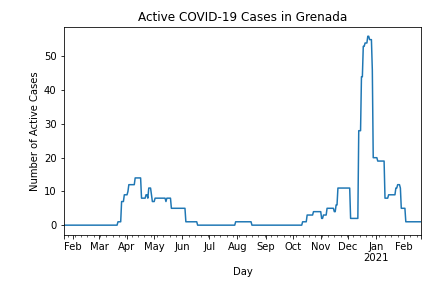 Active COVID-19 Cases in Grenada
Number of Active Cases
50
40
30
20
10
0
Feb Mar Apr May Jun Jul Aug Sep Oct Nov Dec Jan Feb
2021
Day